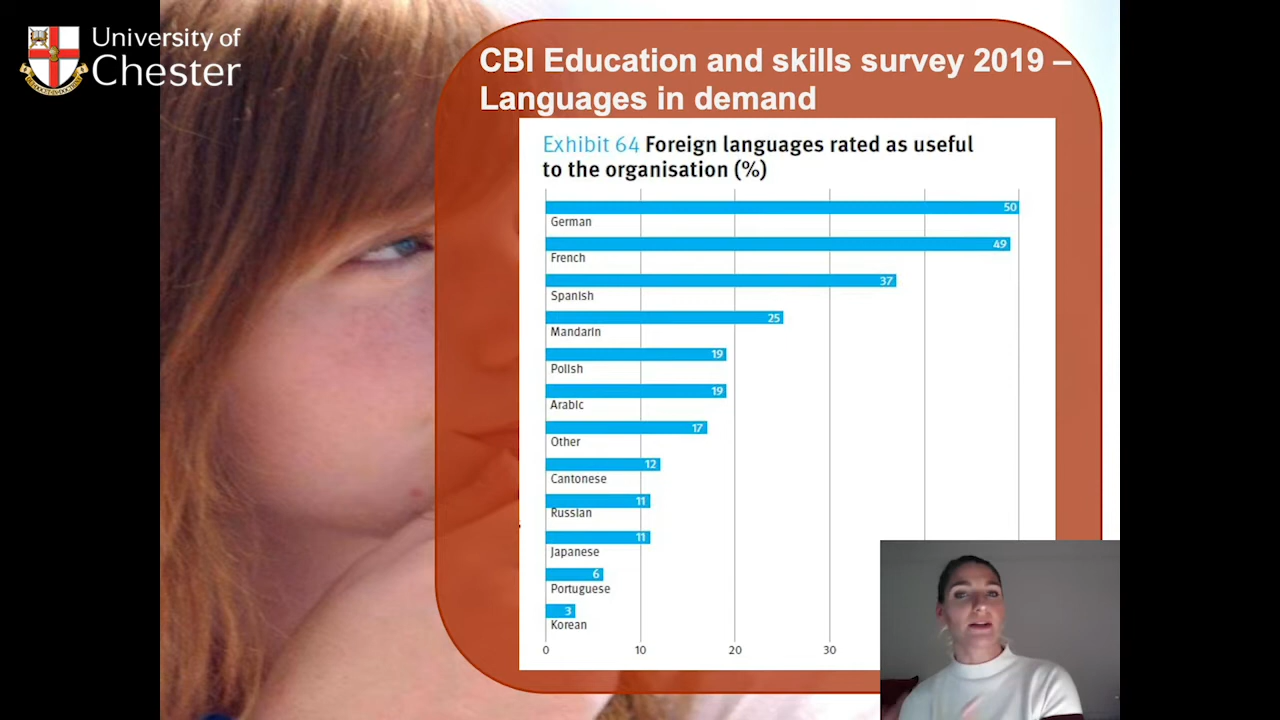 University of
Chester
CBI Education and skills survey 2019 –
Languages in demand
Exhibit 64 Foreign languages rated as useful
to the organisation (%)
50
German
49
French
37
Spanish
25
Mandarin
19
Polish
19
Arabic
17
Other
12
Cantonese
11
Russian
11
Japanese
6
Portuguese
3
Korean
0 10 20 30